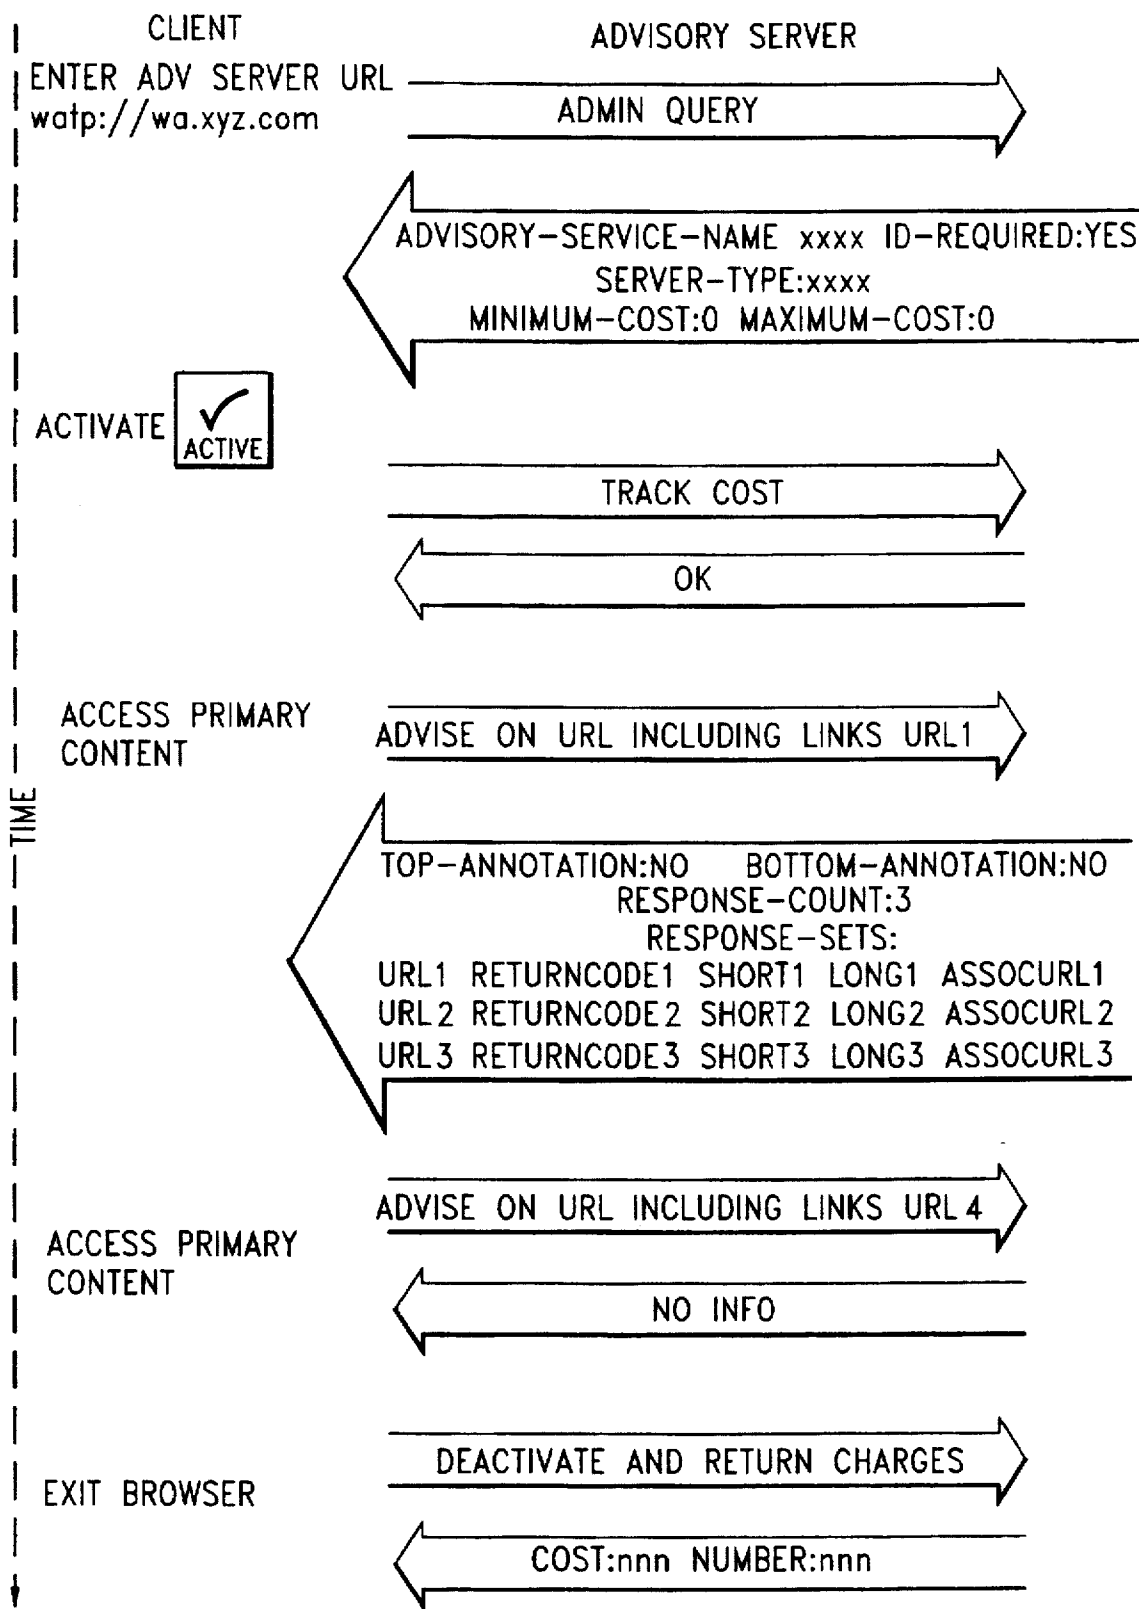 CLIENT
ADVISORY SERVER
ENTER ADV SERVER URL
watp://wa.xyz.com
ADMIN QUERY
ADVISORY-SERVICE-NAME xxxx ID-REQUIRED:YES
SERVER-TYPE:xxxx
MINIMUM-COST:0 MAXIMUM-COST:0
ACTIVATE
ACTIVE
TRACK COST
OK
ACCESS PRIMARY
CONTENT
ADVISE ON URL INCLUDING LINKS URL1
TIME
TOP-ANNOTATION:NO BOTTOM-ANNOTATION:NO
RESPONSE-COUNT:3
RESPONSE-SETS:
URL1 RETURNCODE1 SHORT1 LONG1 ASSOCURL1
URL2 RETURNCODE2 SHORT2 LONG2 ASSOCURL2
URL3 RETURNCODE3 SHORT3 LONG3 ASSOCURL3
ADVISE ON URL INCLUDING LINKS URL4
ACCESS PRIMARY
CONTENT
NO INFO
DEACTIVATE AND RETURN CHARGES
EXIT BROWSER
COST:nnn NUMBER:nnn